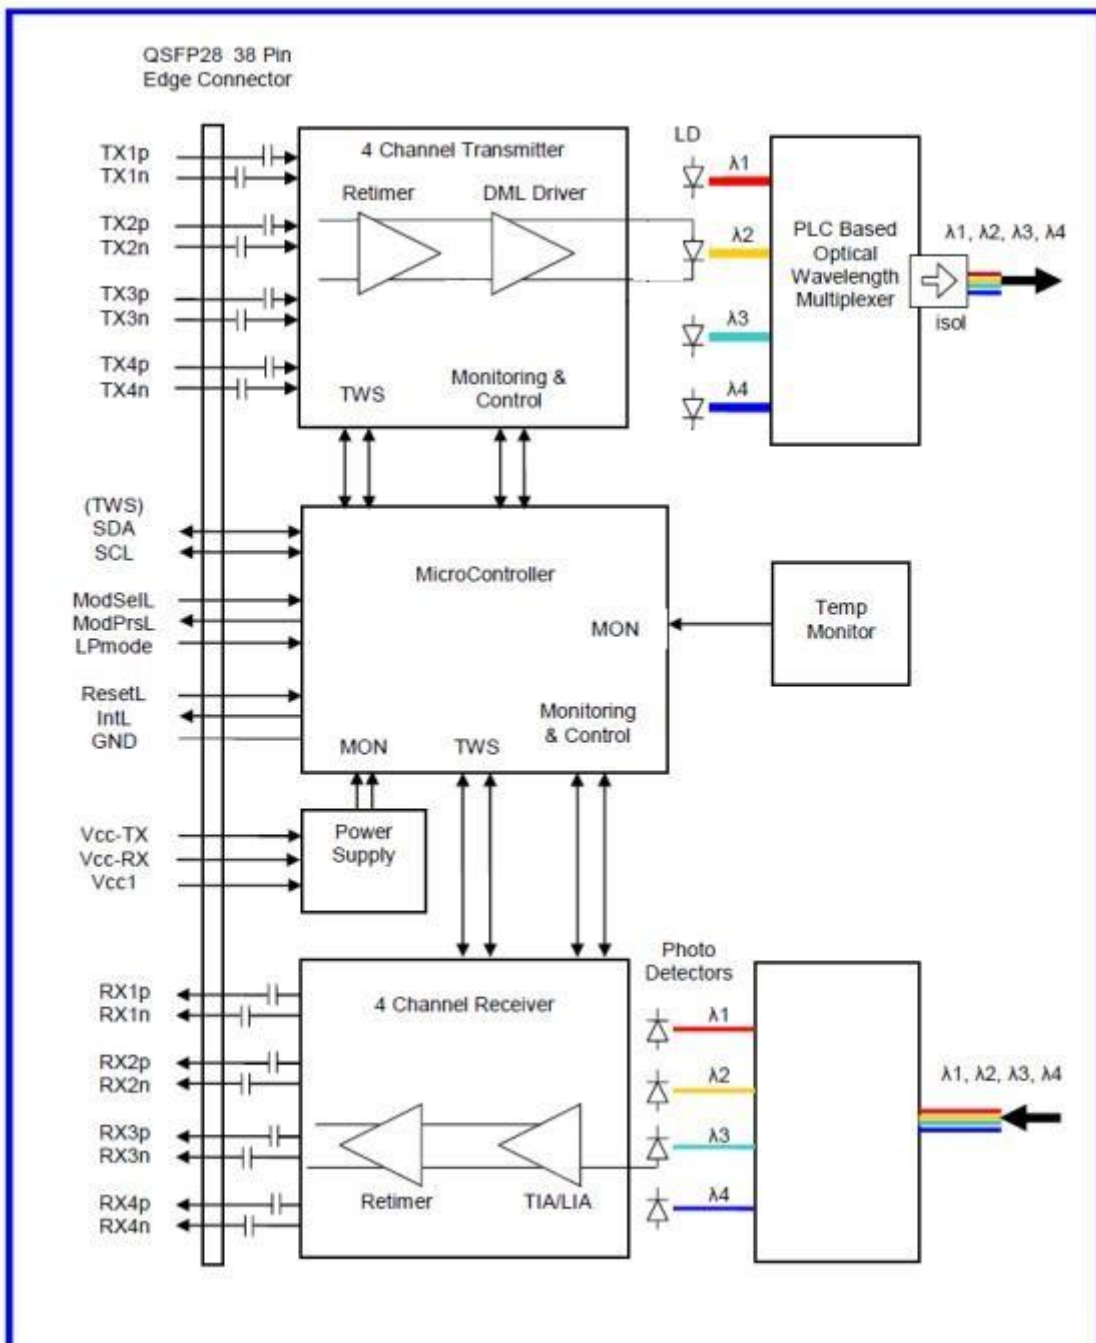 QSFP28 38 Pin
Edge Connector
TX1p
TX1n
TX2p
TX2n
TX3p
TX3n
TX4p
TX4n
4 Channel Transmitter
Retimer
DML Driver
TWS
Monitoring &
Control
LD
λ1
λ2
λ3
λ4
PLC Based
Optical
Wavelength
Multiplexer
λ1, λ2, λ3, λ4
isol
(TWS)
SDA
SCL
ModSelL
ModPrsL
LPmode
ResetL
IntL
GND
MicroController
MON
Monitoring
& Control
MON
TWS
Temp
Monitor
Vcc-TX
Vcc-RX
Vcc1
Power
Supply
RX1p
RX1n
RX2p
RX2n
RX3p
RX3n
RX4p
RX4n
4 Channel Receiver
Retimer
TIA/LIA
Photo
Detectors
λ1
λ2
λ3
λ4
λ1, λ2, λ3, λ4